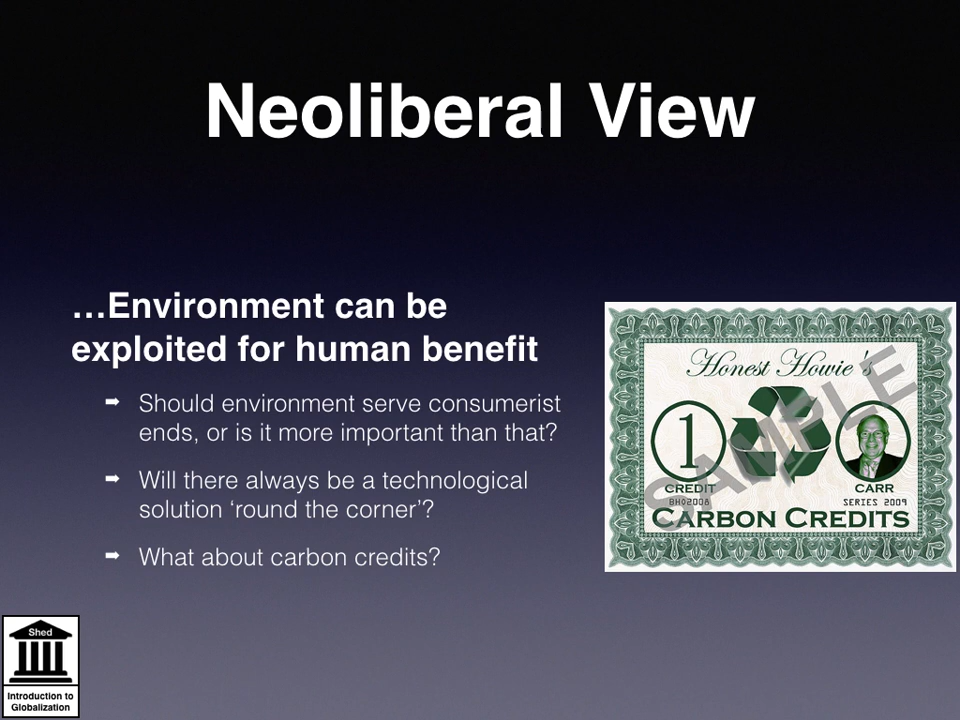 Neoliberal View
…Environment can be
exploited for human benefit
➡ Should environment serve consumerist
ends, or is it more important than that?
➡ Will there always be a technological
solution ‘round the corner’?
➡ What about carbon credits?
Honest Howie's
1
CREDIT
BHO2008
CARR
SERIES 2009
CARBON CREDITS
SAMPLE
Shed
Introduction to
Globalization